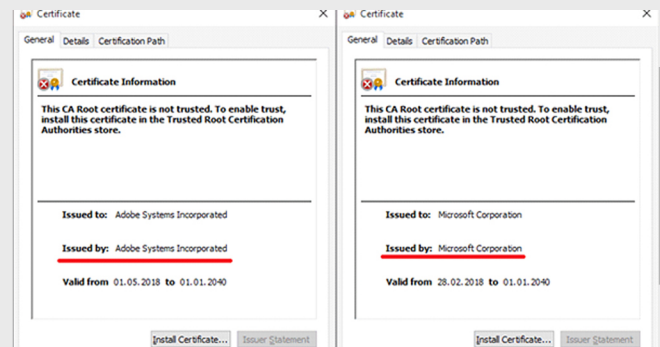 Certificate
General Details Certification Path
Certificate Information
This CA Root certificate is not trusted. To enable trust,
install this certificate in the Trusted Root Certification
Authorities store.
Issued to: Adobe Systems Incorporated
Issued by: Adobe Systems Incorporated
Valid from 01.05.2018 to 01.01.2040
Install Certificate... Issuer Statement
Certificate
General Details Certification Path
Certificate Information
This CA Root certificate is not trusted. To enable trust,
install this certificate in the Trusted Root Certification
Authorities store.
Issued to: Microsoft Corporation
Issued by: Microsoft Corporation
Valid from 28.02.2018 to 01.01.2040
Install Certificate... Issuer Statement